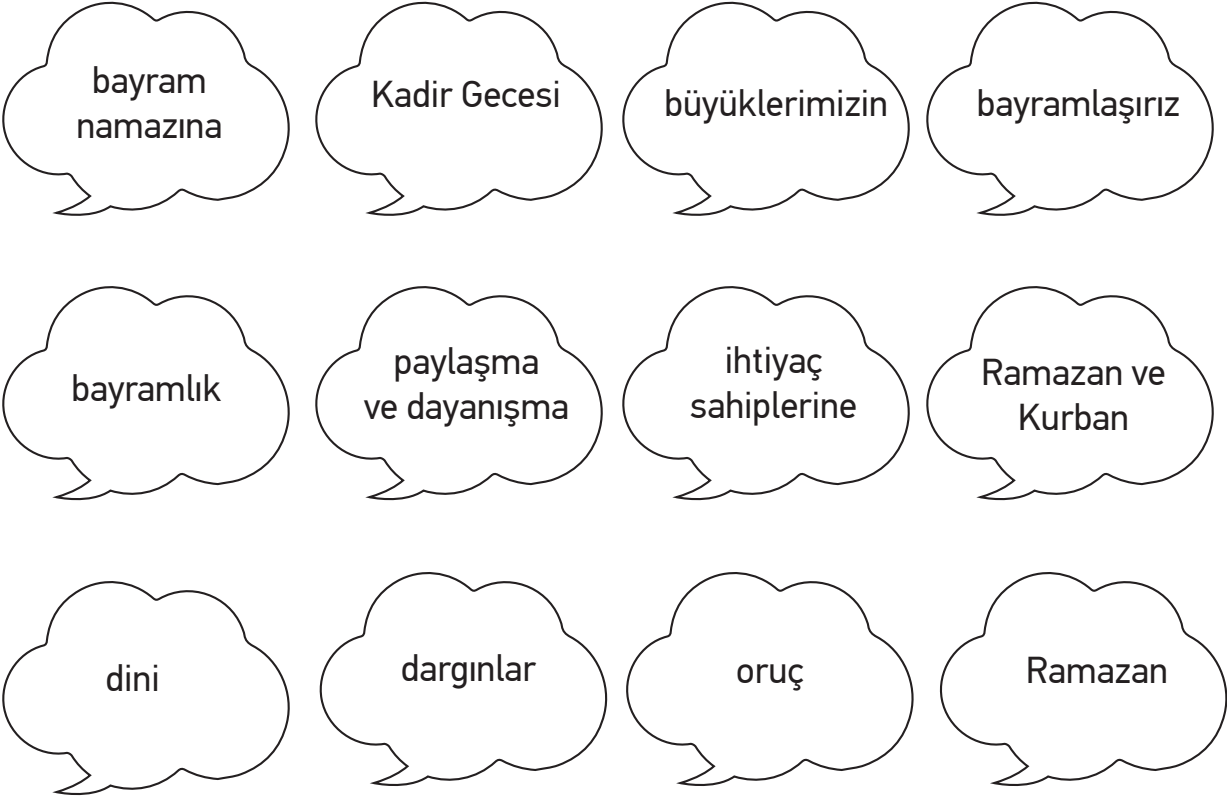 bayram
namazına
Kadir Gecesi
büyüklerimizin
bayramlaşırız
bayramlık
paylaşma
ve dayanışma
ihtiyaç
sahiplerine
Ramazan ve
Kurban
dini
dargınlar
oruç
Ramazan